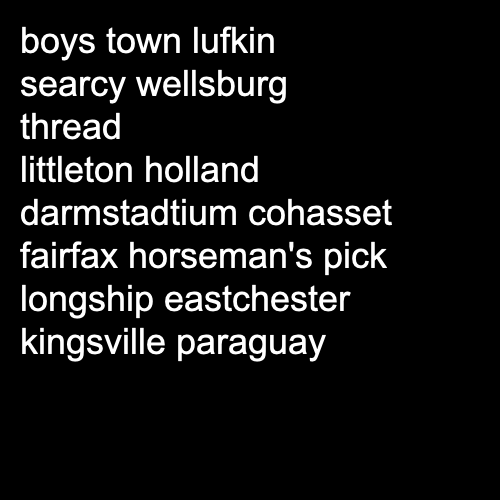 boys town lufkin
searcy wellsburg
thread
littleton holland
darmstadtium cohasset
fairfax horseman's pick
longship eastchester
kingsville paraguay